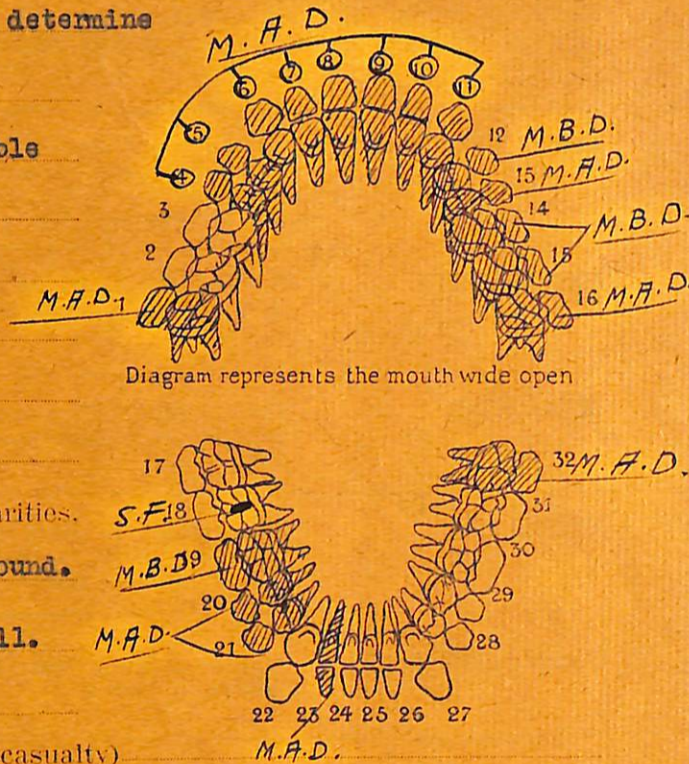 determine
M.A.D.
4 5 6 7 8 9 10 11
12 M.B.D.
15 M.A.D.
3
14
M.B.D.
2
15
M.A.D. 1
16 M.A.D.
Diagram represents the mouth wide open
17
32 M.A.D.
arities.
S.F. 18
31
ound.
M.B.D 9
30
20
29
ll.
M.A.D.
21
28
22 23 24 25 26 27
casualty)
M.A.D.